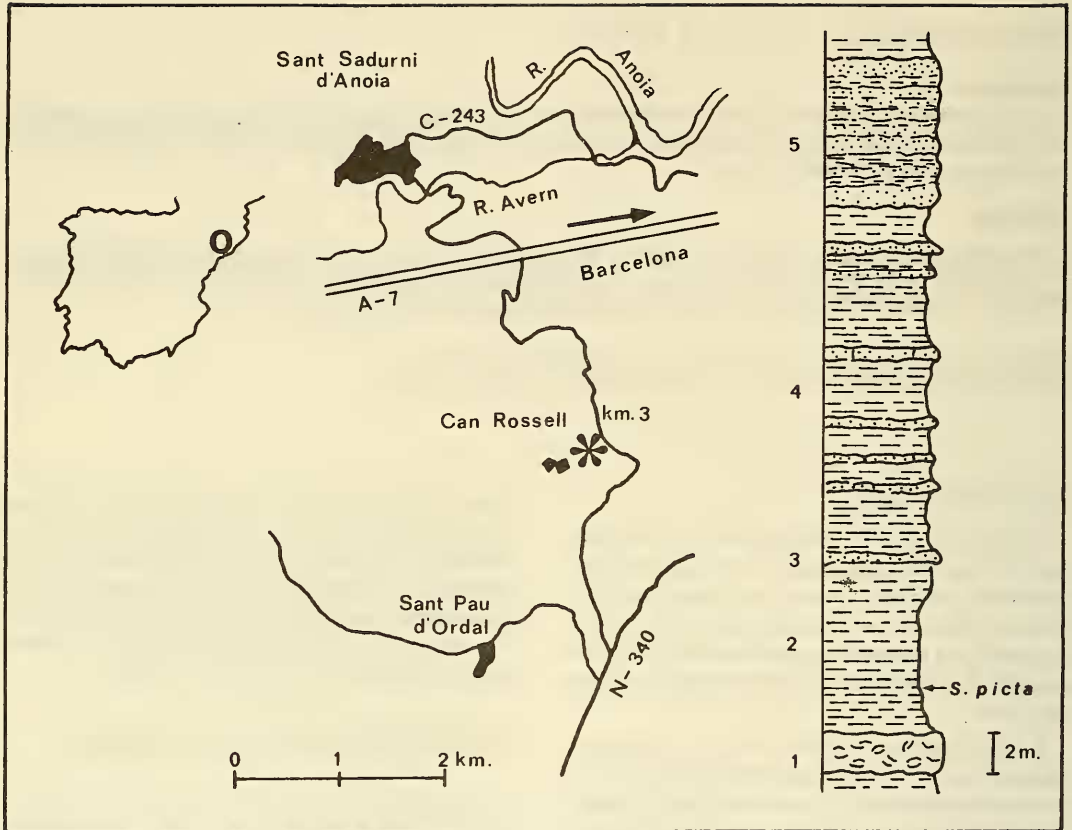 Sant Sadurni
d'Anoia
R. Anoia
C-243
R. Avern
Barcelona
A-7
Can Rossell
km. 3
Sant Pau
d'Ordal
N-340
0 1 2 km.
5
4
3
2
1
S. picta
2m.